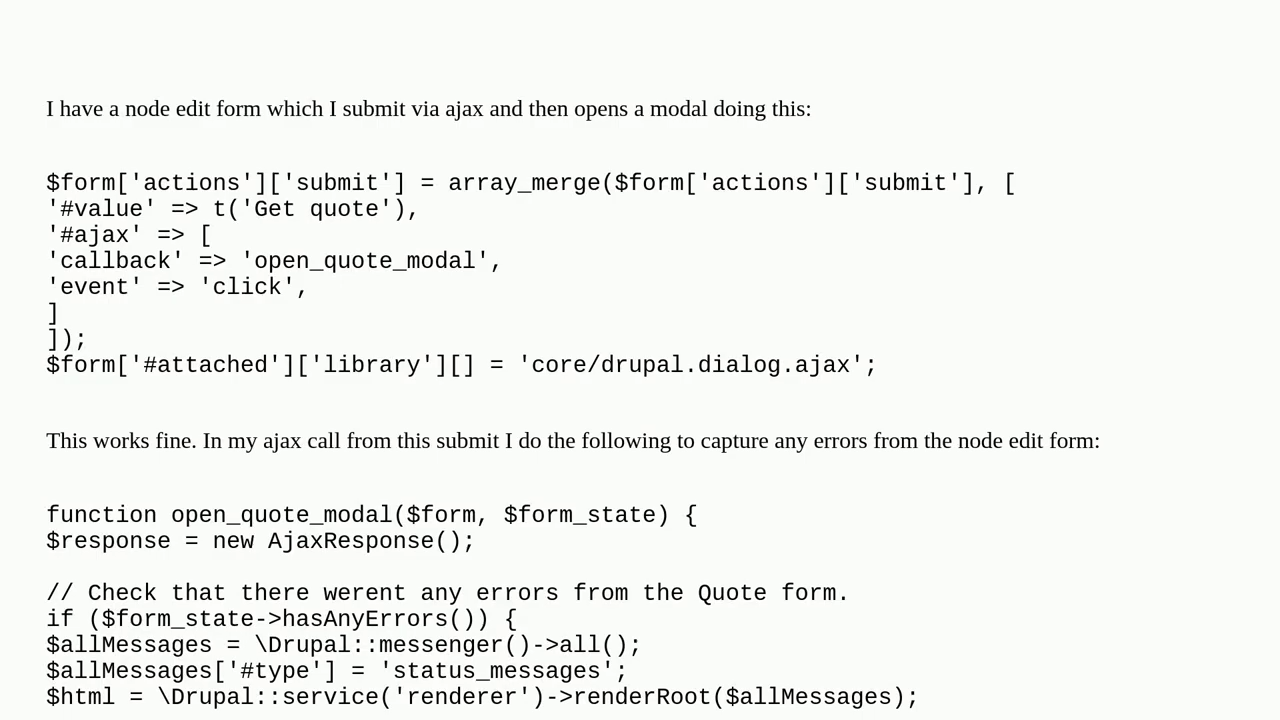 I have a node edit form which I submit via ajax and then opens a modal doing this:
$form['actions']['submit'] = array_merge($form['actions']['submit'], [
'#value' => t('Get quote'),
'#ajax' => [
'callback' => 'open_quote_modal',
'event' => 'click',
]
]);
$form['#attached']['library'][] = 'core/drupal.dialog.ajax';
This works fine. In my ajax call from this submit I do the following to capture any errors from the node edit form:
function open_quote_modal($form, $form_state) {
$response = new AjaxResponse();
// Check that there werent any errors from the Quote form.
if ($form_state->hasAnyErrors()) {
$allMessages = \Drupal::messenger()->all();
$allMessages['#type'] = 'status_messages';
$html = \Drupal::service('renderer')->renderRoot($allMessages);